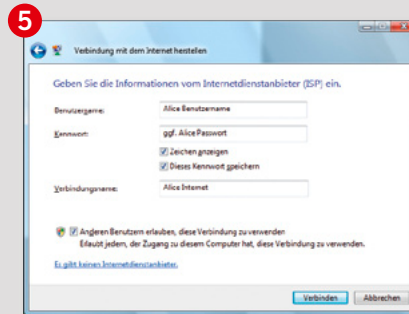 5
Verbindung mit dem Internet herstellen
Geben Sie die Informationen vom Internetdienstanbieter (ISP) ein.
Benutzername: Alice Benutzername
Kennwort: ggf. Alice Passwort
Zeichen anzeigen
Dieses Kennwort speichern
Verbindungsname: Alice Internet
Anderen Benutzern erlauben, diese Verbindung zu verwenden
Erlaubt jedem, der Zugang zu diesem Computer hat, diese Verbindung zu verwenden.
Es gibt keinen Internetdienstanbieter.
Verbinden Abbrechen